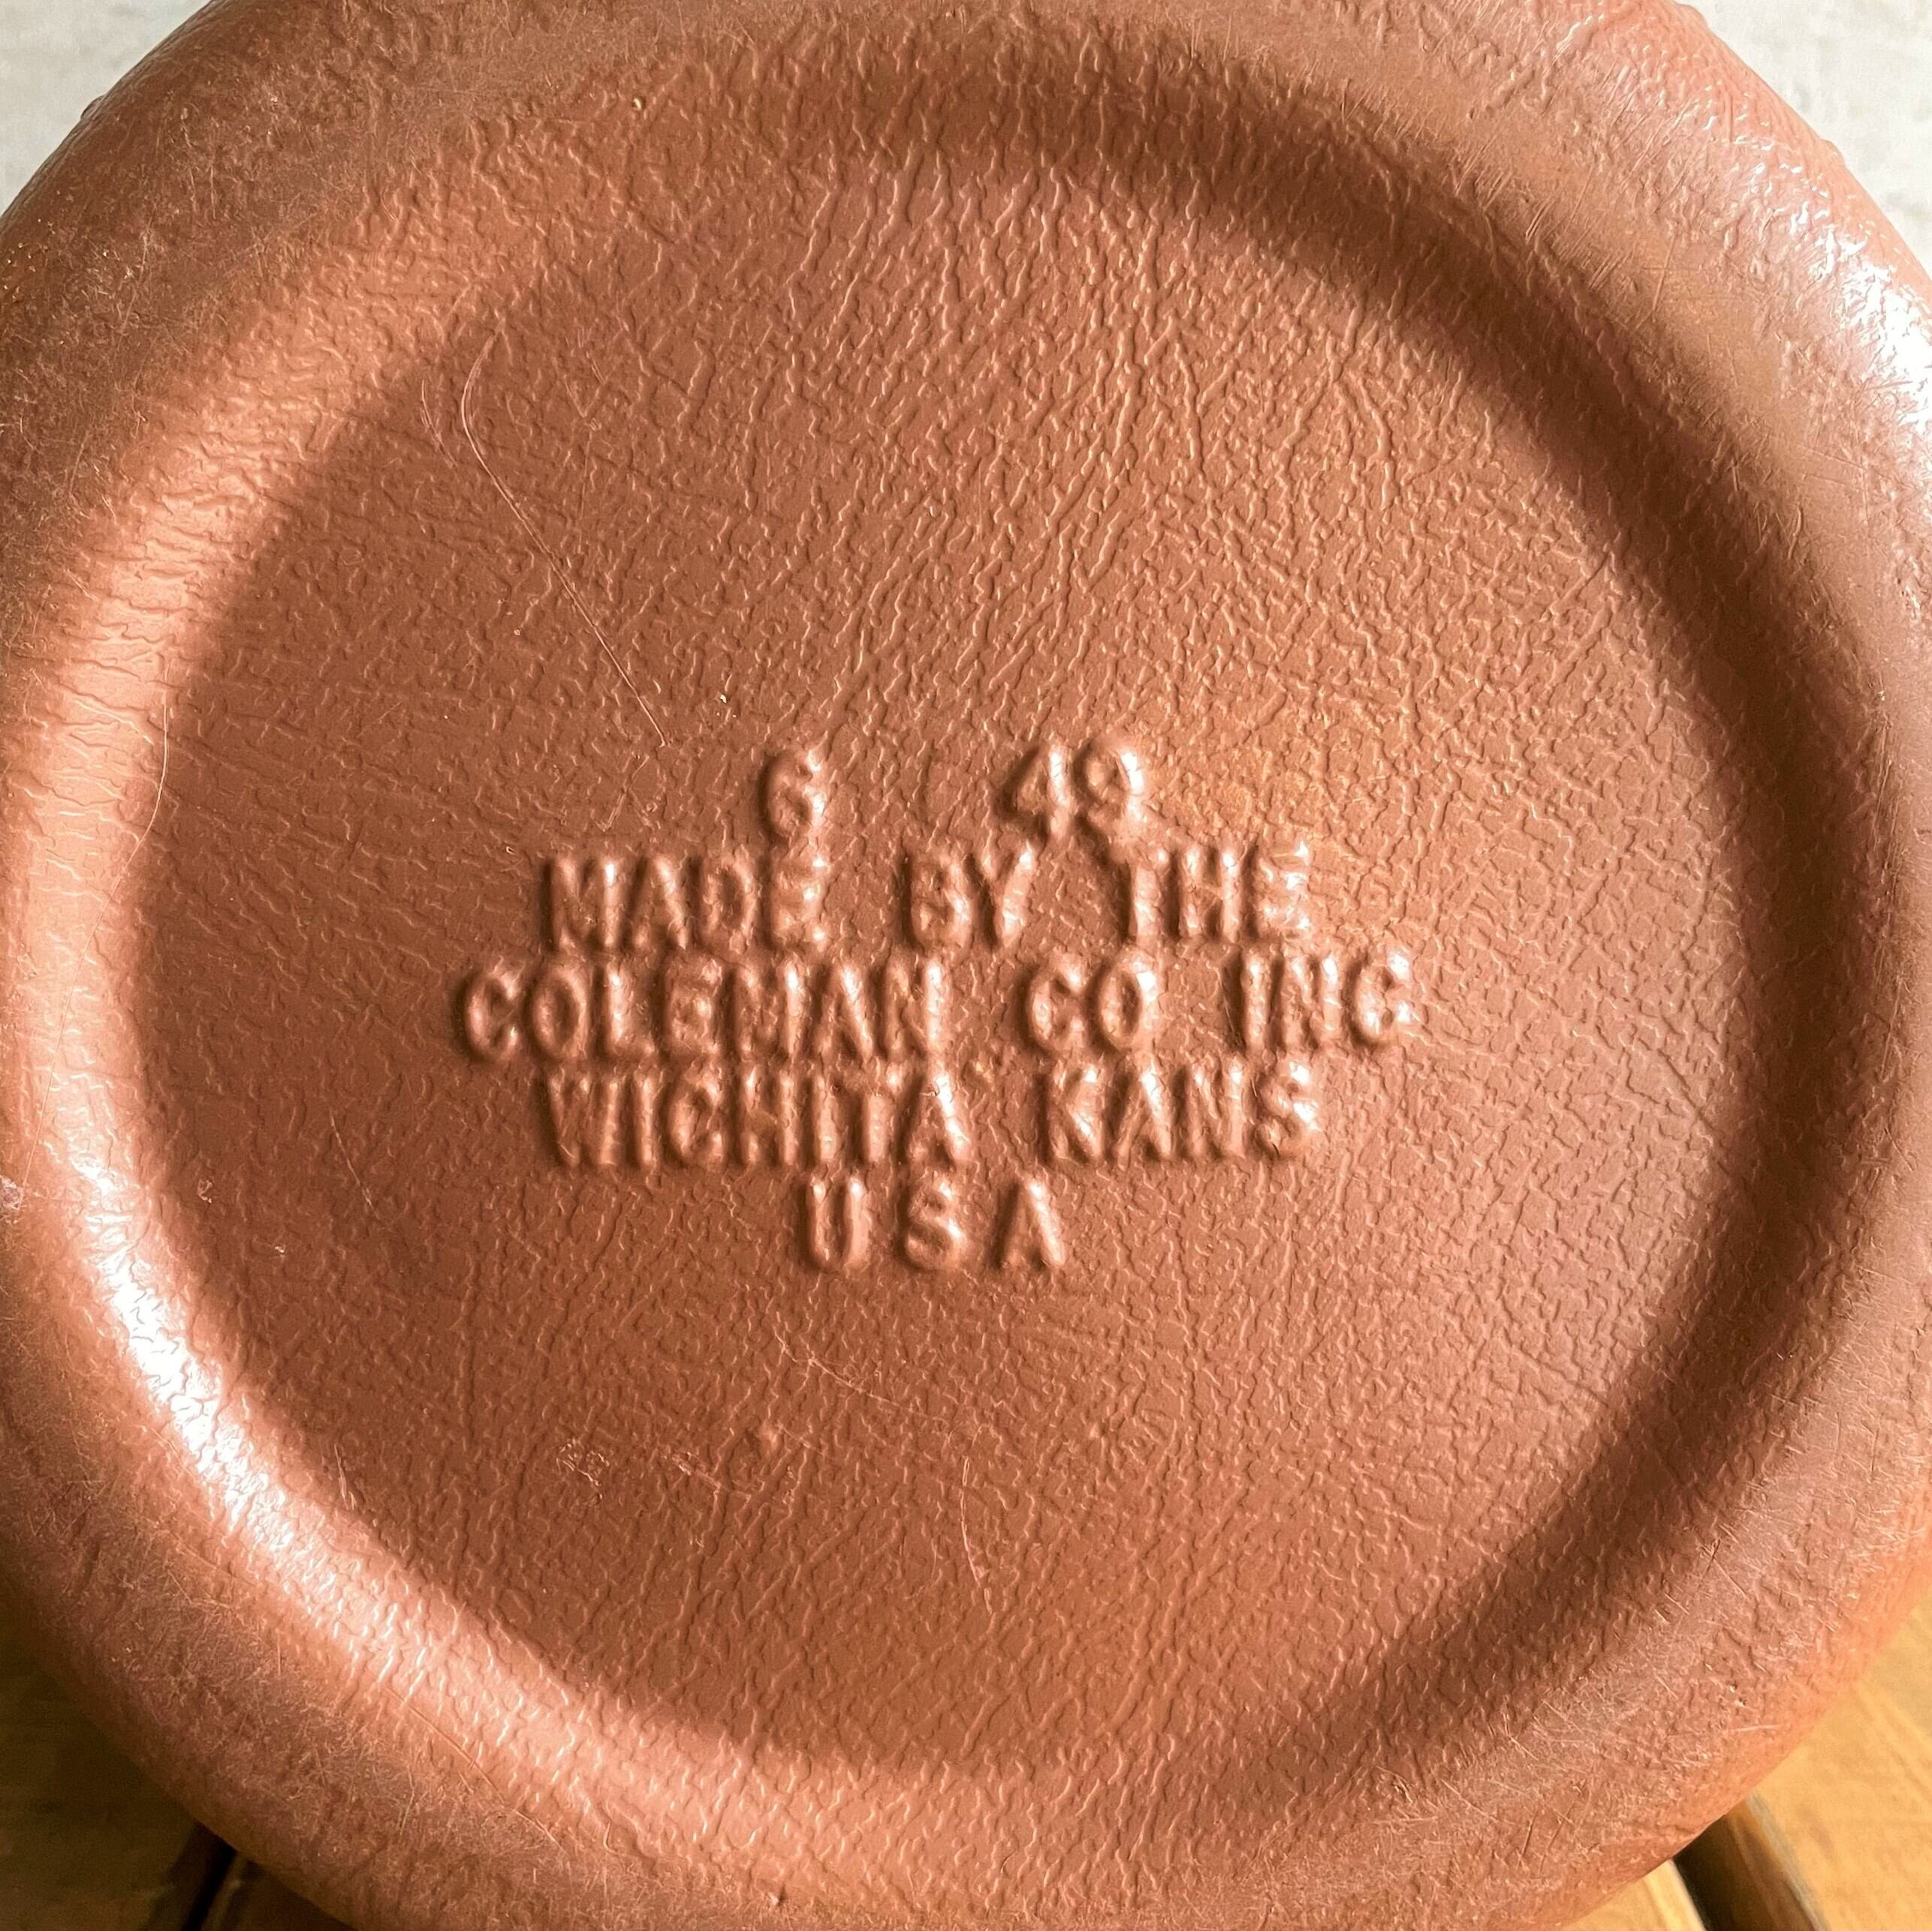 6 49
MADE BY THE
COLEMAN CO INC
WICHITA KANS
U S A